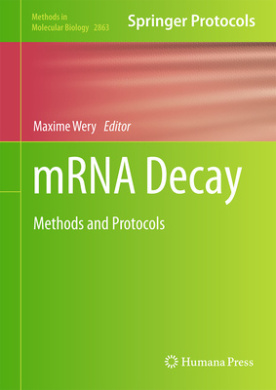 Methods in
Molecular Biology 2863
Springer Protocols
Maxime Wery Editor
mRNA Decay
Methods and Protocols
Humana Press